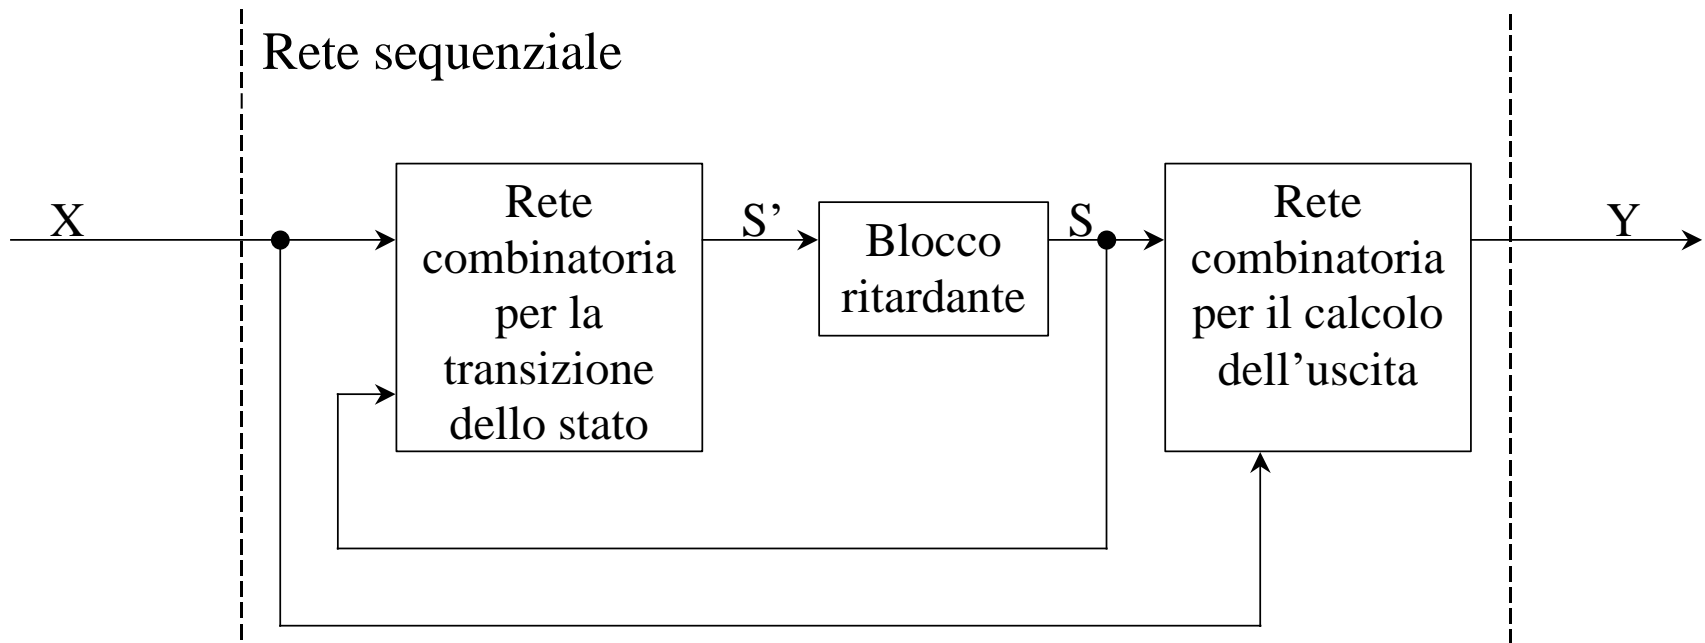 Rete sequenziale
X
Rete
combinatoria
per la
transizione
dello stato
S’
Blocco
ritardante
S
Rete
combinatoria
per il calcolo
dell’uscita
Y